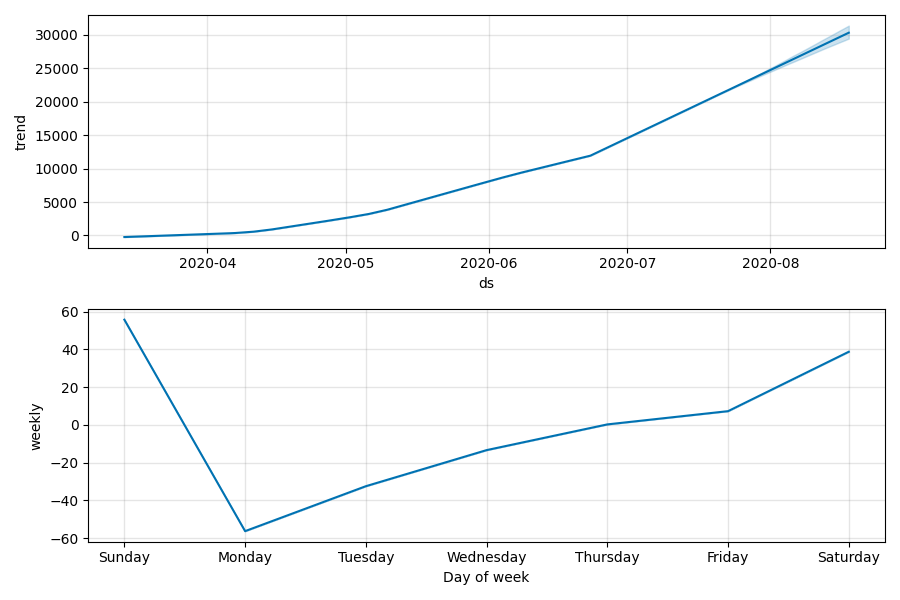 30000
25000
20000
15000
10000
5000
0
trend
2020-04 2020-05 2020-06 2020-07 2020-08
ds
60
40
20
0
−20
−40
−60
weekly
Sunday Monday Tuesday Wednesday Thursday Friday Saturday
Day of week